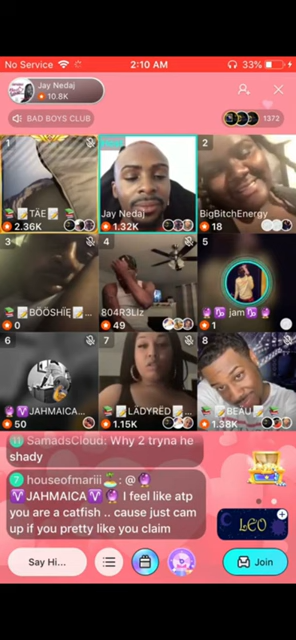 No Service 2:10 AM 33%
Jay Nedaj
10.8K
BAD BOYS CLUB 1372
1
TÄE
2.36K
Jay Nedaj
1.32K
2
BigBitchEnergy
18
3
BÖÖSHÏĘ
0
4
804R3LIz
49
5
♑ jam ♑
1
6
♈ JAHMAICA...
50
7
LADYRËD
1.15K
8
BEAU
1.38K
SamadsCloud: Why 2 tryna he
shady
7 houseofmariii : @
♈ JAHMAICA ♈ I feel like atp
you are a catfish .. cause just cam
up if you pretty like you claim
LEO
Say Hi...
Join